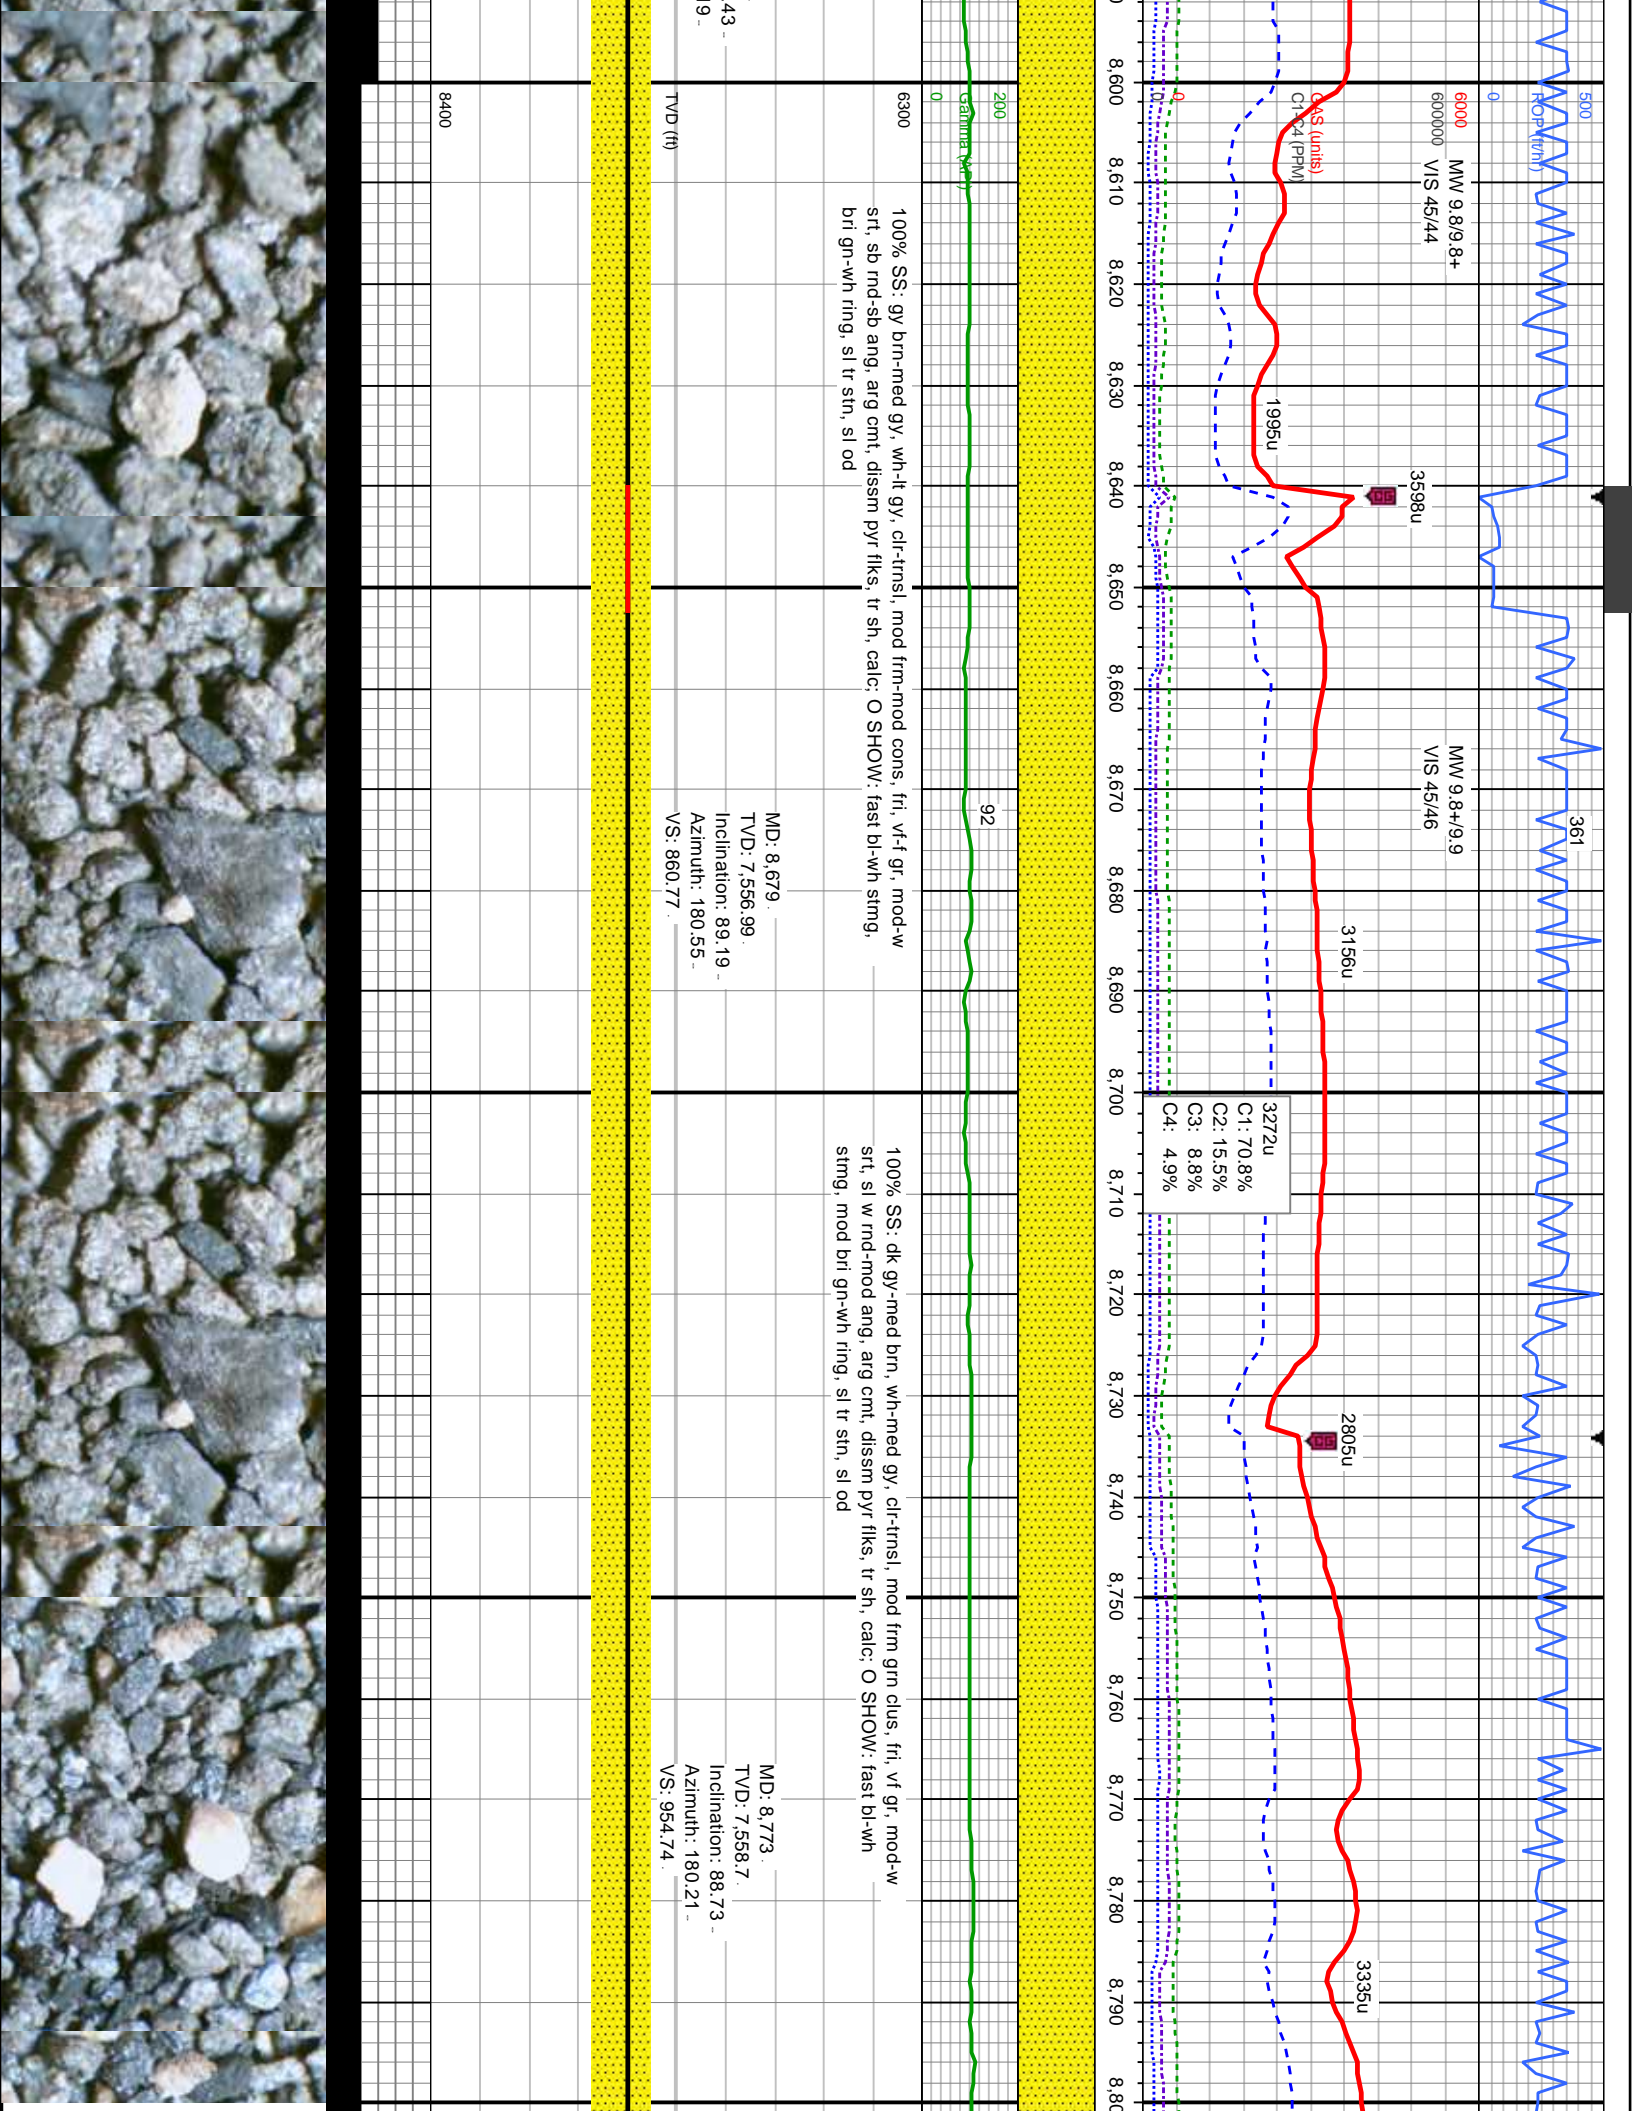 500
0
ROP (ft/hr)
6000
600000
MW 9.8/9.8+
VIS 45/44
GAS (units)
C1-C4 (PPM)
0
0
1995u
3598u
361
MW 9.8+/9.9
VIS 45/46
3156u
3272u
C1: 70.8%
C2: 15.5%
C3: 8.8%
C4: 4.9%
2805u
3335u
8,600
8,610
8,620
8,630
8,640
8,650
8,660
8,670
8,680
8,690
8,700
8,710
8,720
8,730
8,740
8,750
8,760
8,770
8,780
8,790
200
0
92
6300
TVD (ft)
8400
100% SS: gy brn-med gy, wh-lt gy, clr-trnsl, mod frm-mod cons, fri, vf-f gr, mod-w
srt, sb rnd-sb ang, arg cmt, dissm pyr flks, tr sh, calc; O SHOW: fast bl-wh stmg,
bri gn-wh ring, sl tr stn, sl od
MD: 8,679
TVD: 7,556.99
Inclination: 89.19
Azimuth: 180.55
VS: 860.77
100% SS: dk gy-med brn, wh-med gy, clr-trnsl, mod frm grn clus, fri, vf gr, mod-w
srt, sl w rnd-mod ang, arg cmt, dissm pyr flks, tr sh, calc; O SHOW: fast bl-wh
stmg, mod bri gn-wh ring, sl tr stn, sl od
MD: 8,773
TVD: 7,558.7
Inclination: 88.73
Azimuth: 180.21
VS: 954.74